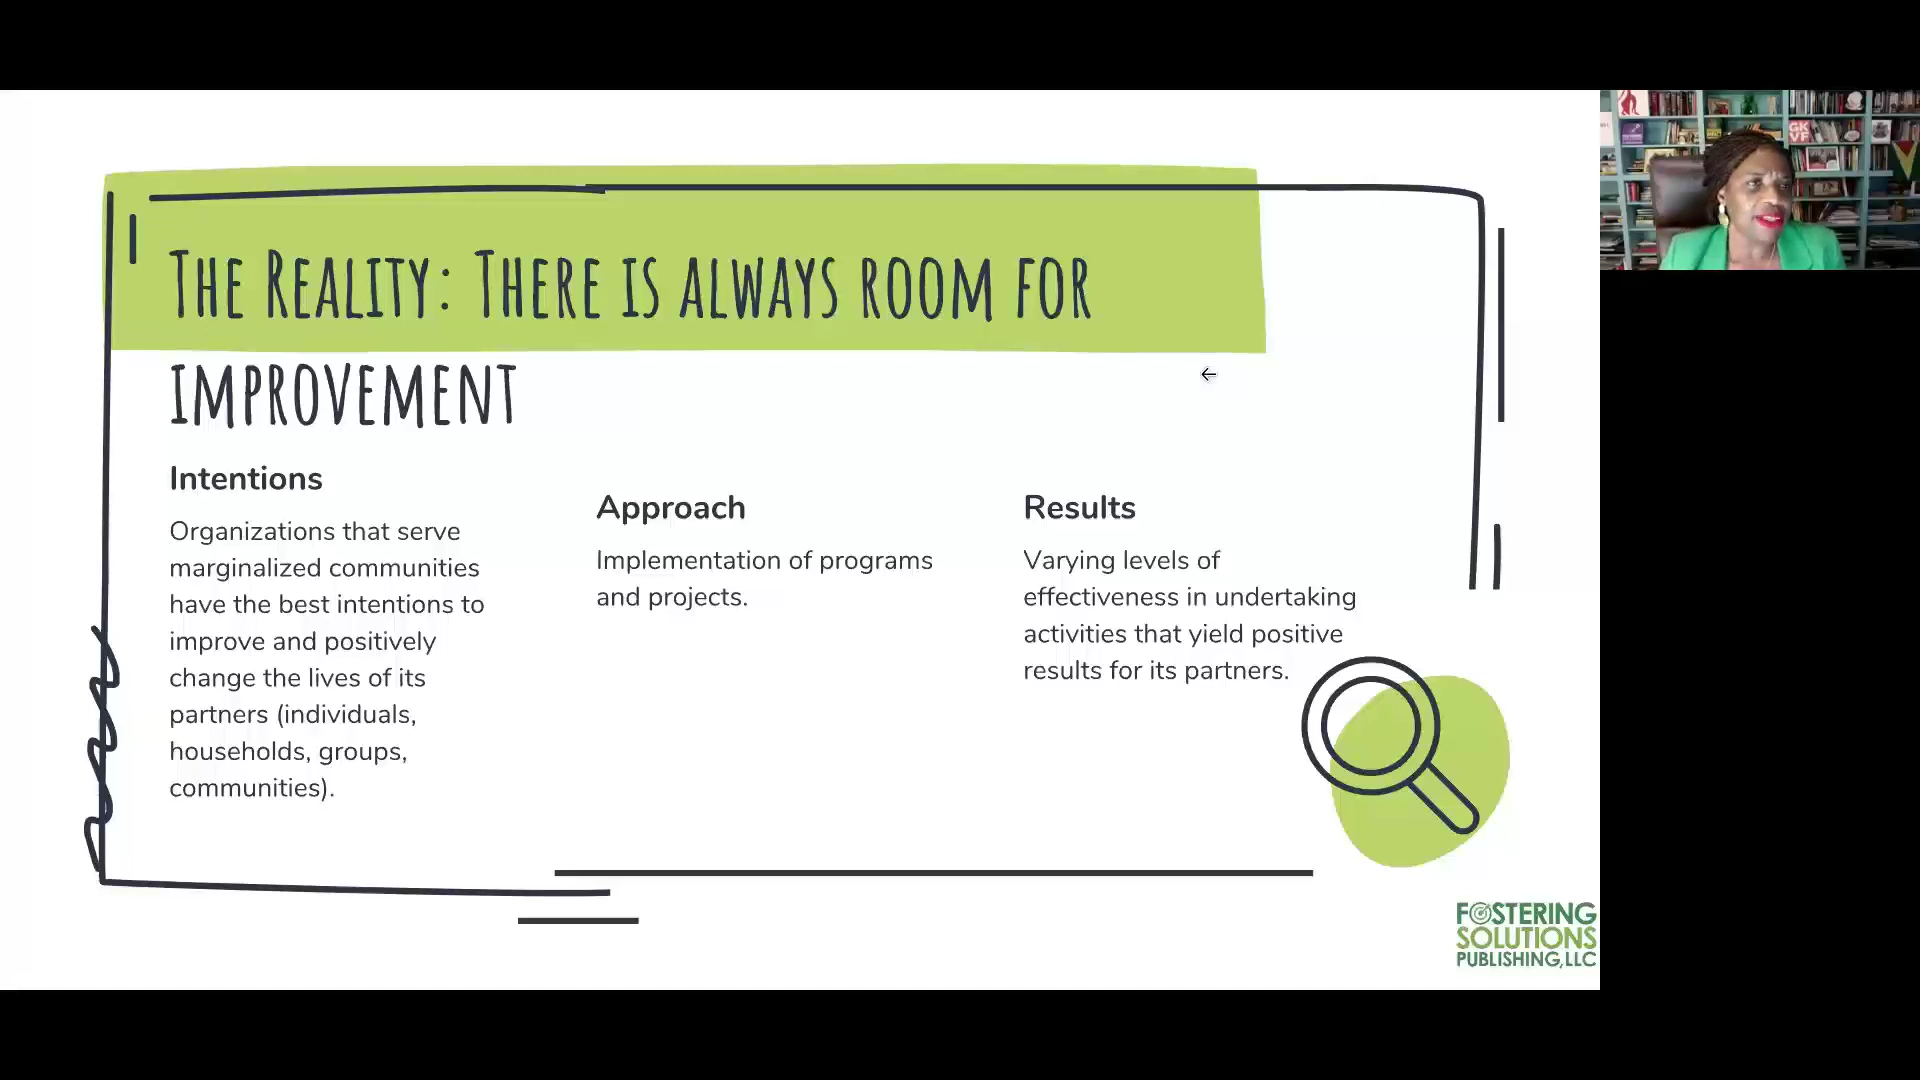 The Reality: There is always room for
improvement
Intentions
Organizations that serve
marginalized communities
have the best intentions to
improve and positively
change the lives of its
partners (individuals,
households, groups,
communities).
Approach
Implementation of programs
and projects.
Results
Varying levels of
effectiveness in undertaking
activities that yield positive
results for its partners.
FOSTERING
SOLUTIONS
PUBLISHING,LLC
GK
VF